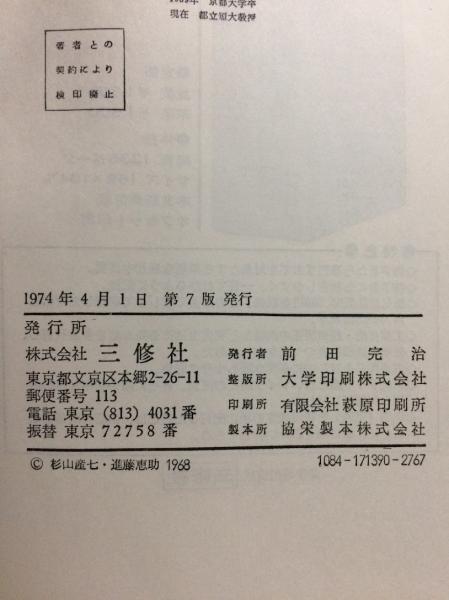 現在 都立短大教授
著者との
契約により
検印廃止
1974年4月1日 第7版 発行
発行所
株式会社 三修社
東京都文京区本郷2-26-11
郵便番号 113
電話 東京 (813) 4031番
振替 東京 72758番
発行者 前田完治
整版所 大学印刷株式会社
印刷所 有限会社萩原印刷所
製本所 協栄製本株式会社
© 杉山産七・進藤恵助 1968
1084-171390-2767